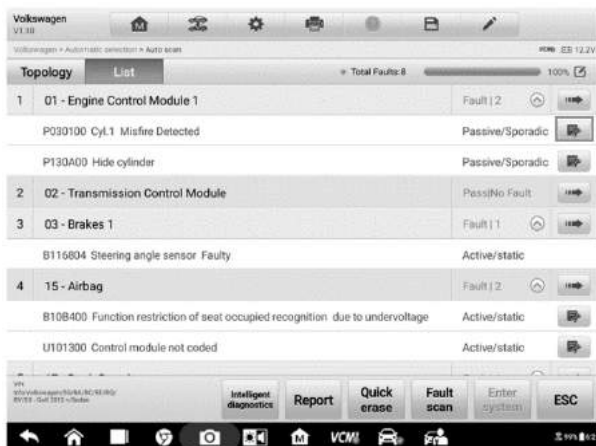 Volkswagen
V1.10
Volkswagen > Automatic selection > Auto scan
VCMI 12.2V
Topology List Total Faults:8 100%
1 01 - Engine Control Module 1 Fault | 2
P030100 Cyl.1 Misfire Detected Passive/Sporadic
P130A00 Hide cylinder Passive/Sporadic
2 02 - Transmission Control Module Pass|No Fault
3 03 - Brakes 1 Fault | 1
B116804 Steering angle sensor Faulty Active/static
4 15 - Airbag Fault | 2
B10B400 Function restriction of seat occupied recognition due to undervoltage Active/static
U101300 Control module not coded Active/static
VIN
Intelligent diagnostics Report Quick erase Fault scan Enter system ESC
M VCMI